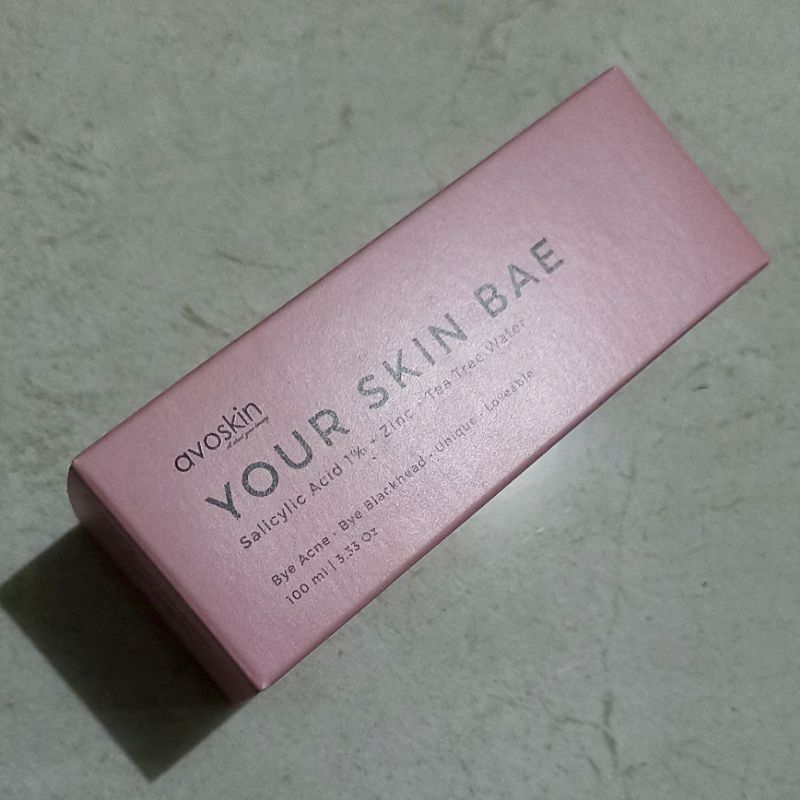 avoskin
YOUR SKIN BAE
Salicylic Acid 1% - Zinc - Tea Tree Water
Bye Acne · Bye Blackhead · Unique · Loveable
100 ml | 3.33 Oz